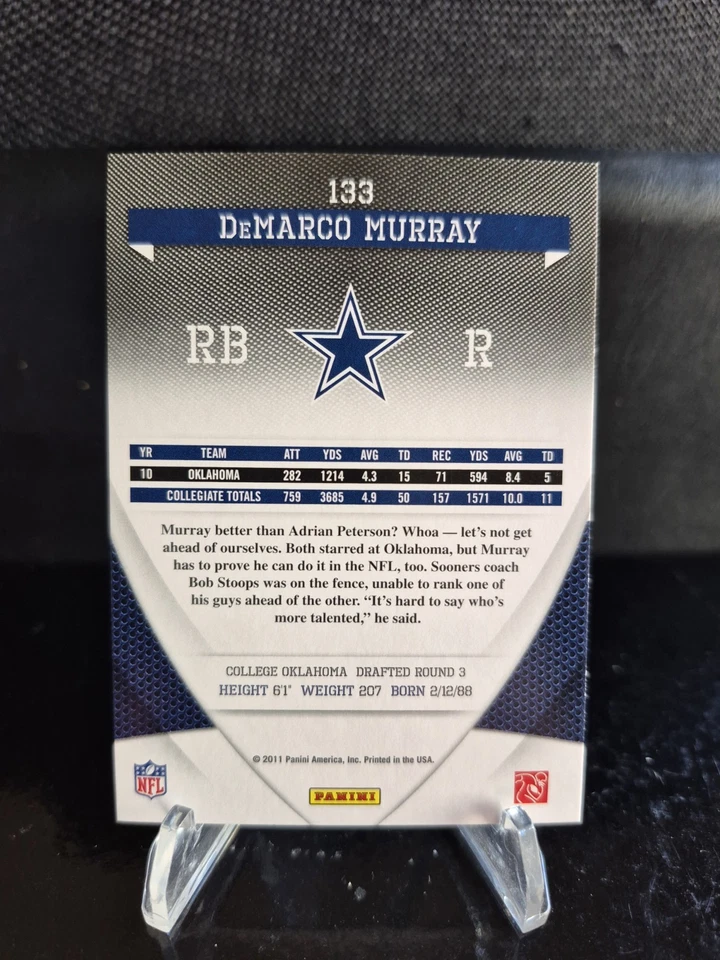 133
DeMARCO MURRAY
RB R
YR TEAM ATT YDS AVG TD REC YDS AVG TD
10 OKLAHOMA 282 1214 4.3 15 71 594 8.4 5
COLLEGIATE TOTALS 759 3685 4.9 50 157 1571 10.0 11
Murray better than Adrian Peterson? Whoa — let's not get
ahead of ourselves. Both starred at Oklahoma, but Murray
has to prove he can do it in the NFL, too. Sooners coach
Bob Stoops was on the fence, unable to rank one of
his guys ahead of the other. “It's hard to say who's
more talented,” he said.
COLLEGE OKLAHOMA DRAFTED ROUND 3
HEIGHT 6'1" WEIGHT 207 BORN 2/12/88
© 2011 Panini America, Inc. Printed in the USA.
NFL PANINI